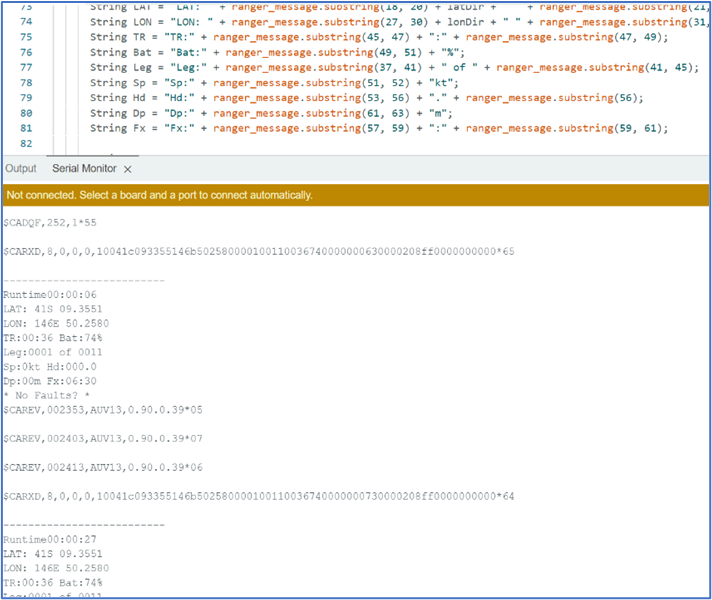 73 String LAT = "LAT: " + ranger_message.substring(18, 20) + latDir + " " + ranger_message.substring(21,
74 String LON = "LON: " + ranger_message.substring(27, 30) + lonDir + " " + ranger_message.substring(31,
75 String TR = "TR:" + ranger_message.substring(45, 47) + ":" + ranger_message.substring(47, 49);
76 String Bat = "Bat:" + ranger_message.substring(49, 51) + "%";
77 String Leg = "Leg:" + ranger_message.substring(37, 41) + " of " + ranger_message.substring(41, 45);
78 String Sp = "Sp:" + ranger_message.substring(51, 52) + "kt";
79 String Hd = "Hd:" + ranger_message.substring(53, 56) + "." + ranger_message.substring(56);
80 String Dp = "Dp:" + ranger_message.substring(61, 63) + "m";
81 String Fx = "Fx:" + ranger_message.substring(57, 59) + ":" + ranger_message.substring(59, 61);
82
Output Serial Monitor ×
Not connected. Select a board and a port to connect automatically.
$CADQF,252,1*55
$CARXD,8,0,0,0,10041c093355146b50258000010011003674000000063000208ff0000000000*65
-------------------------
Runtime00:00:06
LAT: 41S 09.3551
LON: 146E 50.2580
TR:00:36 Bat:74%
Leg:0001 of 0011
Sp:0kt Hd:000.0
Dp:00m Fx:06:30
* No Faults? *
$CAREV,002353,AUV13,0.90.0.39*05
$CAREV,002403,AUV13,0.90.0.39*07
$CAREV,002413,AUV13,0.90.0.39*06
$CARXD,8,0,0,0,10041c093355146b50258000010011003674000000073000208ff0000000000*64
-------------------------
Runtime00:00:27
LAT: 41S 09.3551
LON: 146E 50.2580
TR:00:36 Bat:74%
Leg:0001 of 0011